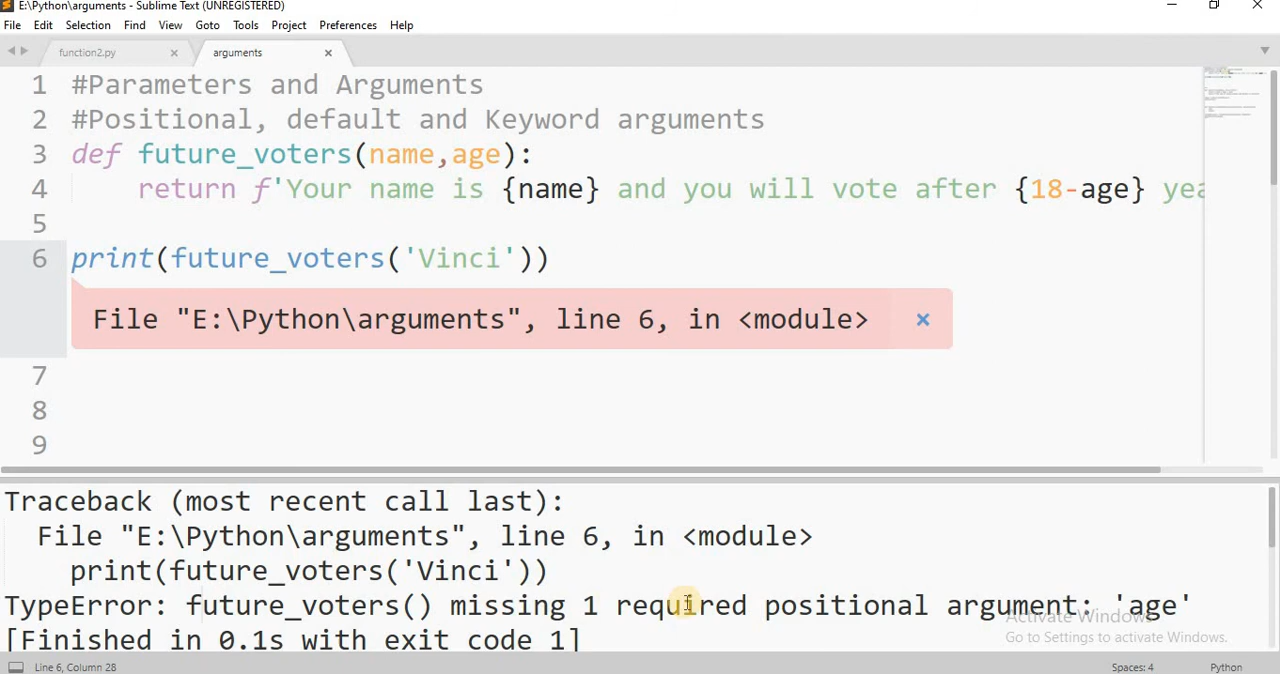 E:\Python\arguments - Sublime Text (UNREGISTERED)
File Edit Selection Find View Goto Tools Project Preferences Help
function2.py arguments
1 #Parameters and Arguments
2 #Positional, default and Keyword arguments
3 def future_voters(name,age):
4 return f'Your name is {name} and you will vote after {18-age} yea
5
6 print(future_voters('Vinci'))
File "E:\Python\arguments", line 6, in <module> ×
7
8
9
Traceback (most recent call last):
File "E:\Python\arguments", line 6, in <module>
print(future_voters('Vinci'))
TypeError: future_voters() missing 1 required positional argument: 'age'
[Finished in 0.1s with exit code 1]
Activate Windows
Go to Settings to activate Windows.
Line 6, Column 28 Spaces: 4 Python